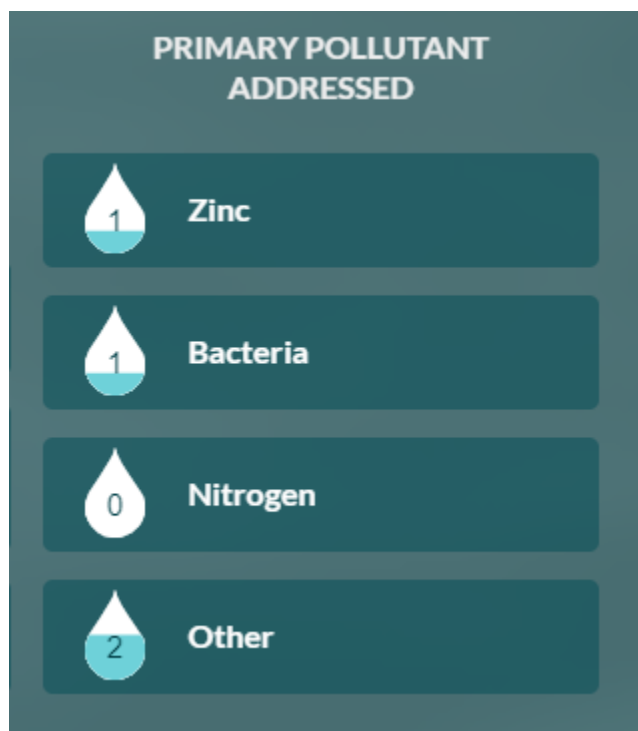 PRIMARY POLLUTANT
ADDRESSED
1 Zinc
1 Bacteria
0 Nitrogen
2 Other